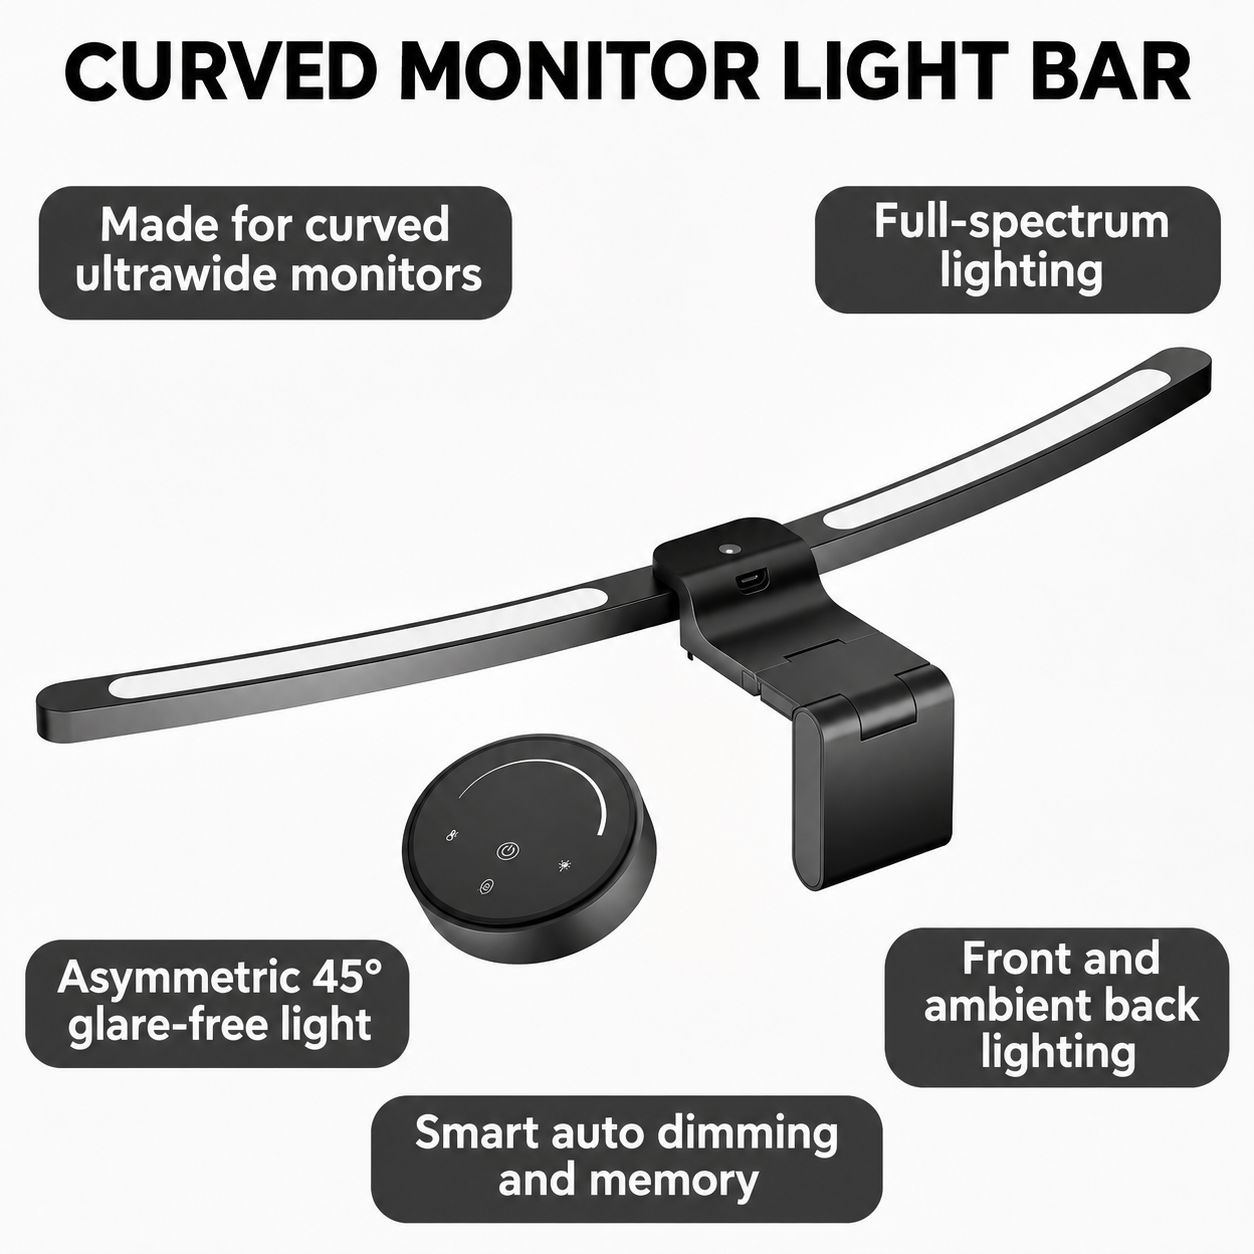 CURVED MONITOR LIGHT BAR
Made for curved
ultrawide monitors
Full-spectrum
lighting
Asymmetric 45°
glare-free light
Front and
ambient back
lighting
Smart auto dimming
and memory